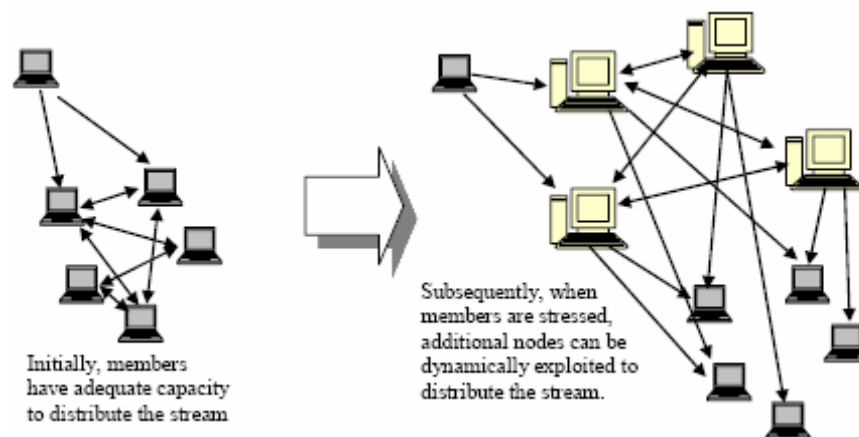 Initially, members
have adequate capacity
to distribute the stream
Subsequently, when
members are stressed,
additional nodes can be
dynamically exploited to
distribute the stream.